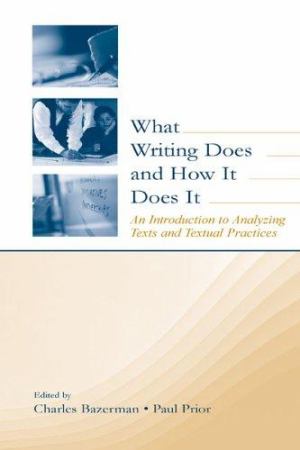 What
Writing Does
and How It
Does It
An Introduction to Analyzing
Texts and Textual Practices
Edited by
Charles Bazerman • Paul Prior